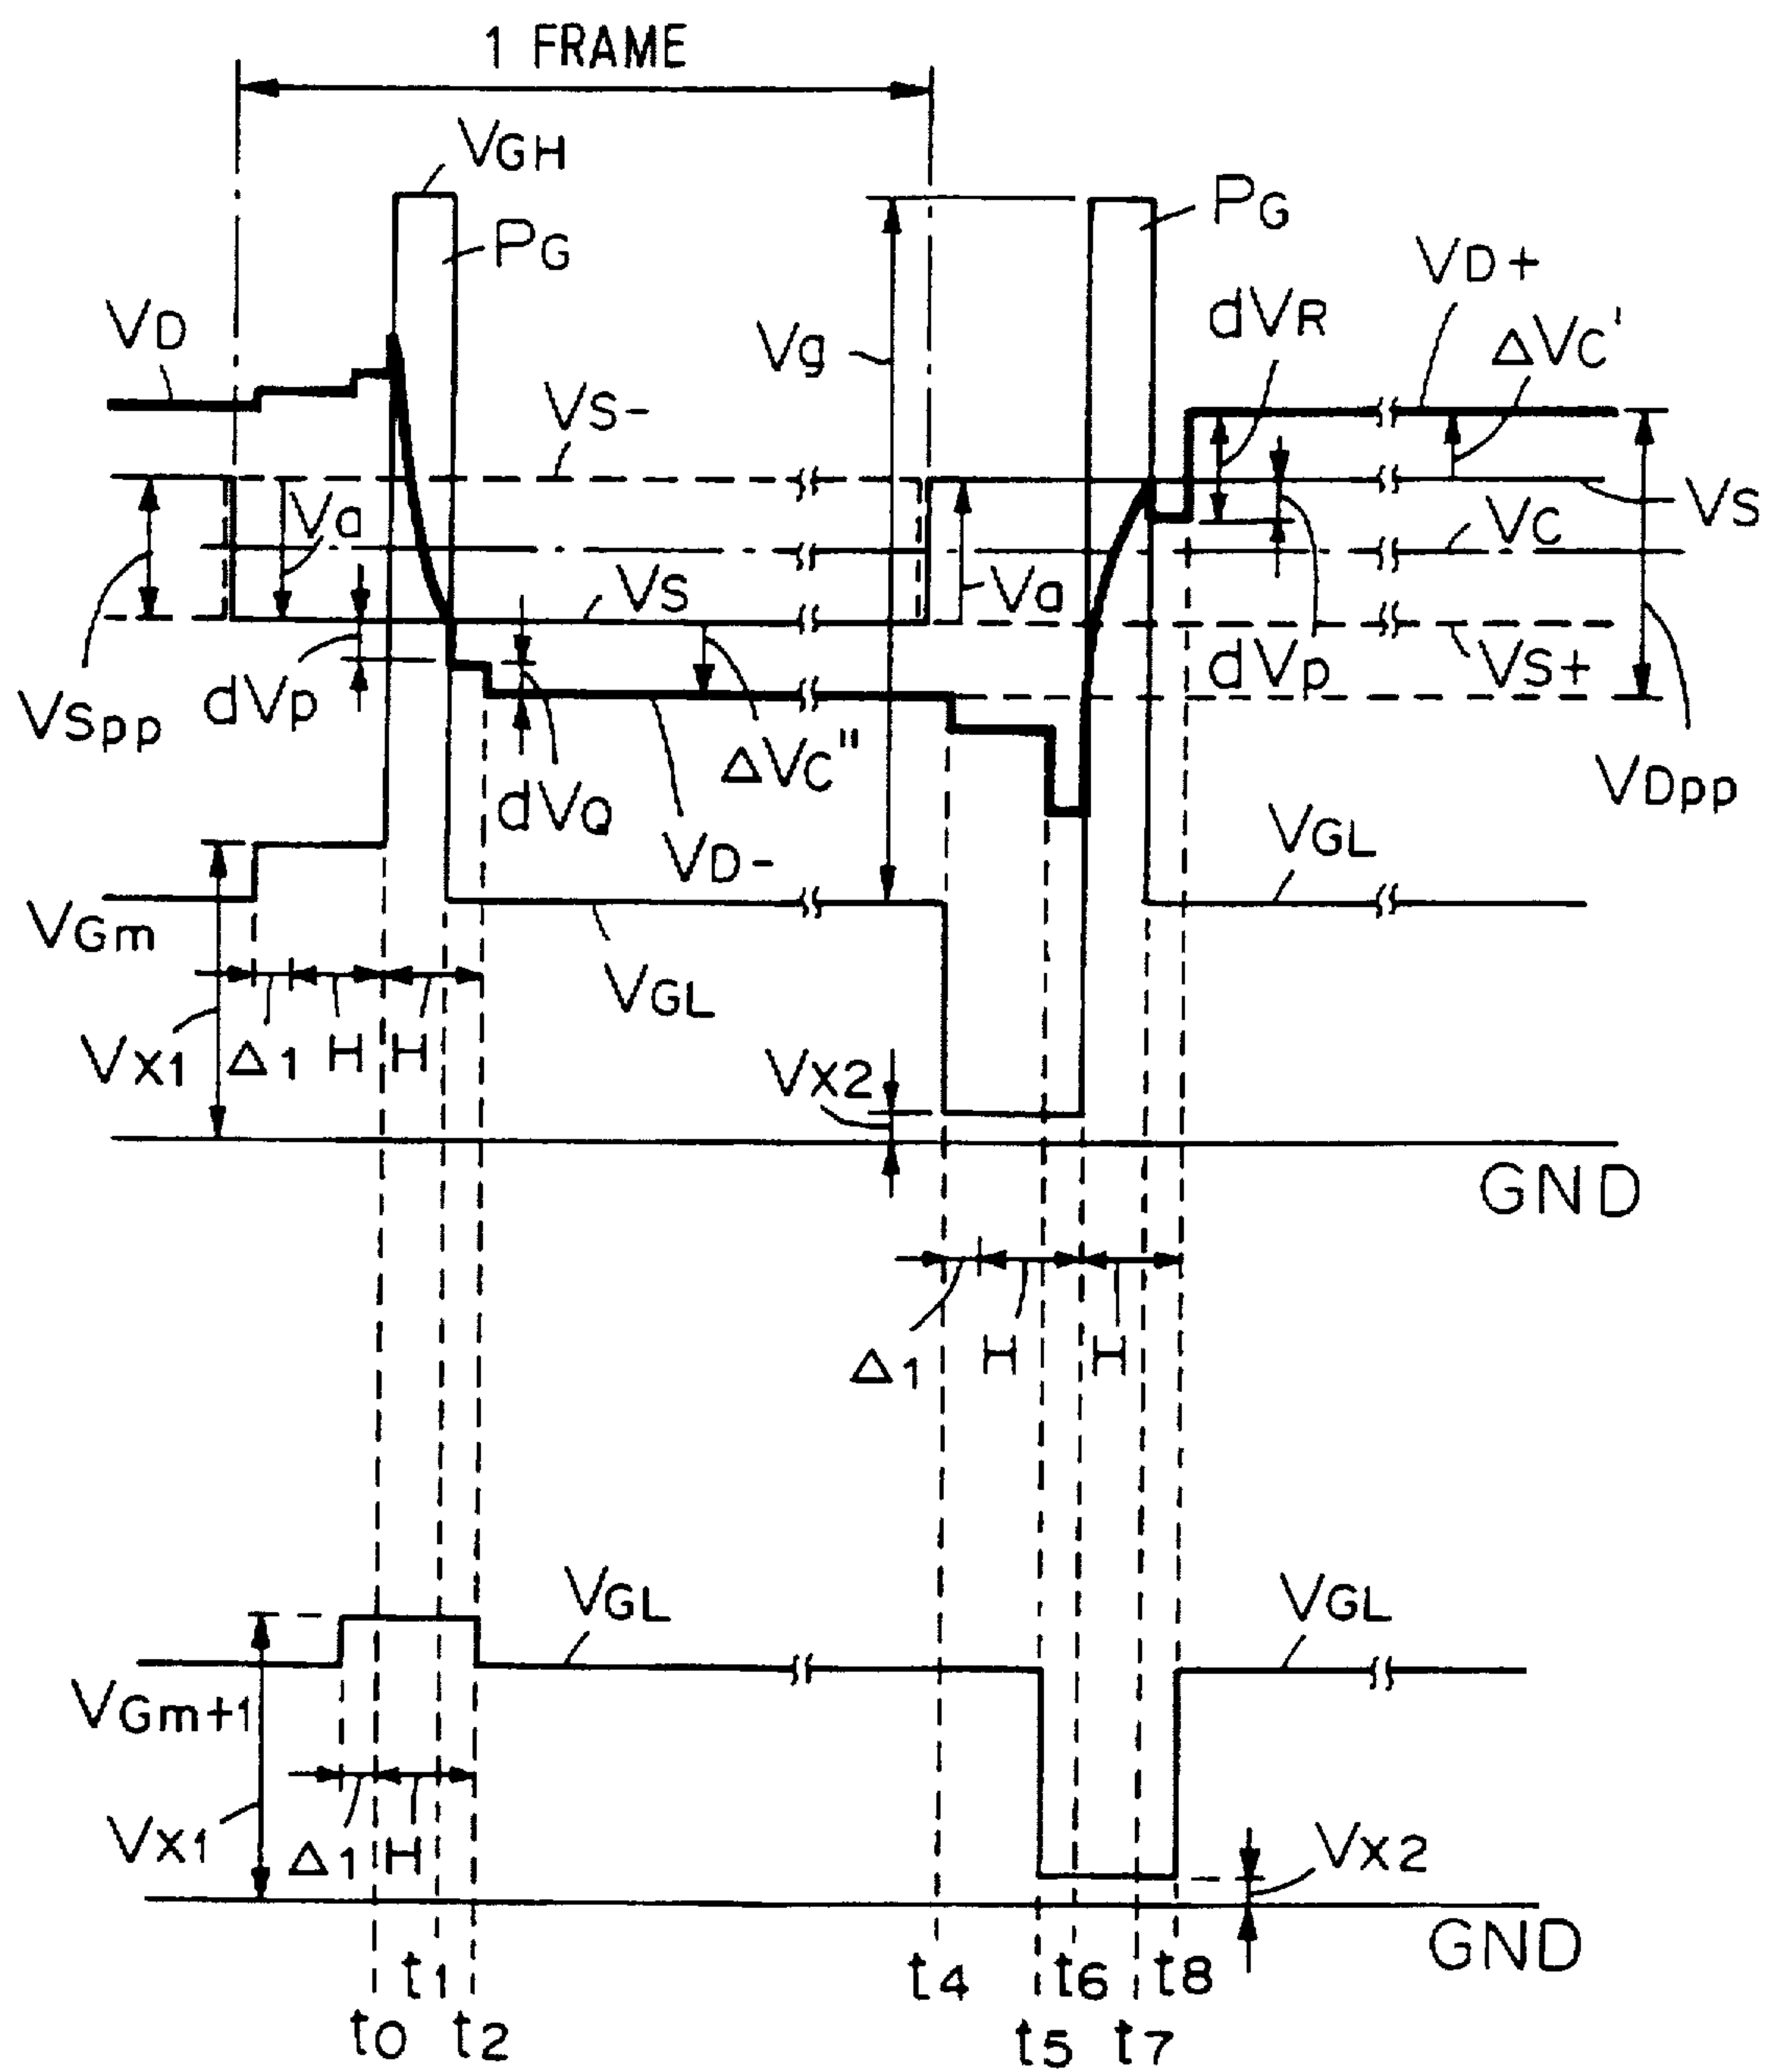 1 FRAME
VGH
PG
PG
VD+
VD
dVR
Vg
ΔVC'
VS-
VS
Va
VC
VS
Va
dVP
VSpp
dVP
VS+
ΔVC"
dVQ
VDpp
VD-
VGL
VGm
VGL
VX1
Δ1
H
H
VX2
GND
Δ1
H
H
VGL
VGL
VGm+1
VX1
Δ1
H
VX2
GND
t1
t4
t6
t8
t0
t2
t5
t7